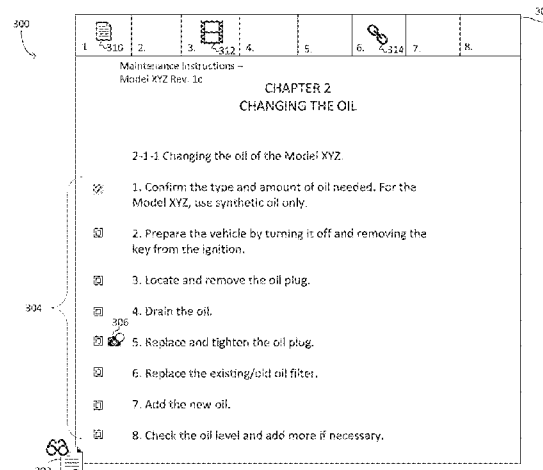 300
1. 316 2. 3. 312 4. 5. 6. 314 7. 8.
Maintenance Instructions –
Model XYZ Rev. 1c
CHAPTER 2
CHANGING THE OIL
2-1-1 Changing the oil of the Model XYZ
1. Confirm the type and amount of oil needed. For the
Model XYZ, use synthetic oil only.
2. Prepare the vehicle by turning it off and removing the
key from the ignition.
3. Locate and remove the oil plug.
304
4. Drain the oil.
306
5. Replace and tighten the oil plug.
6. Replace the existing/old oil filter.
7. Add the new oil.
8. Check the oil level and add more if necessary.